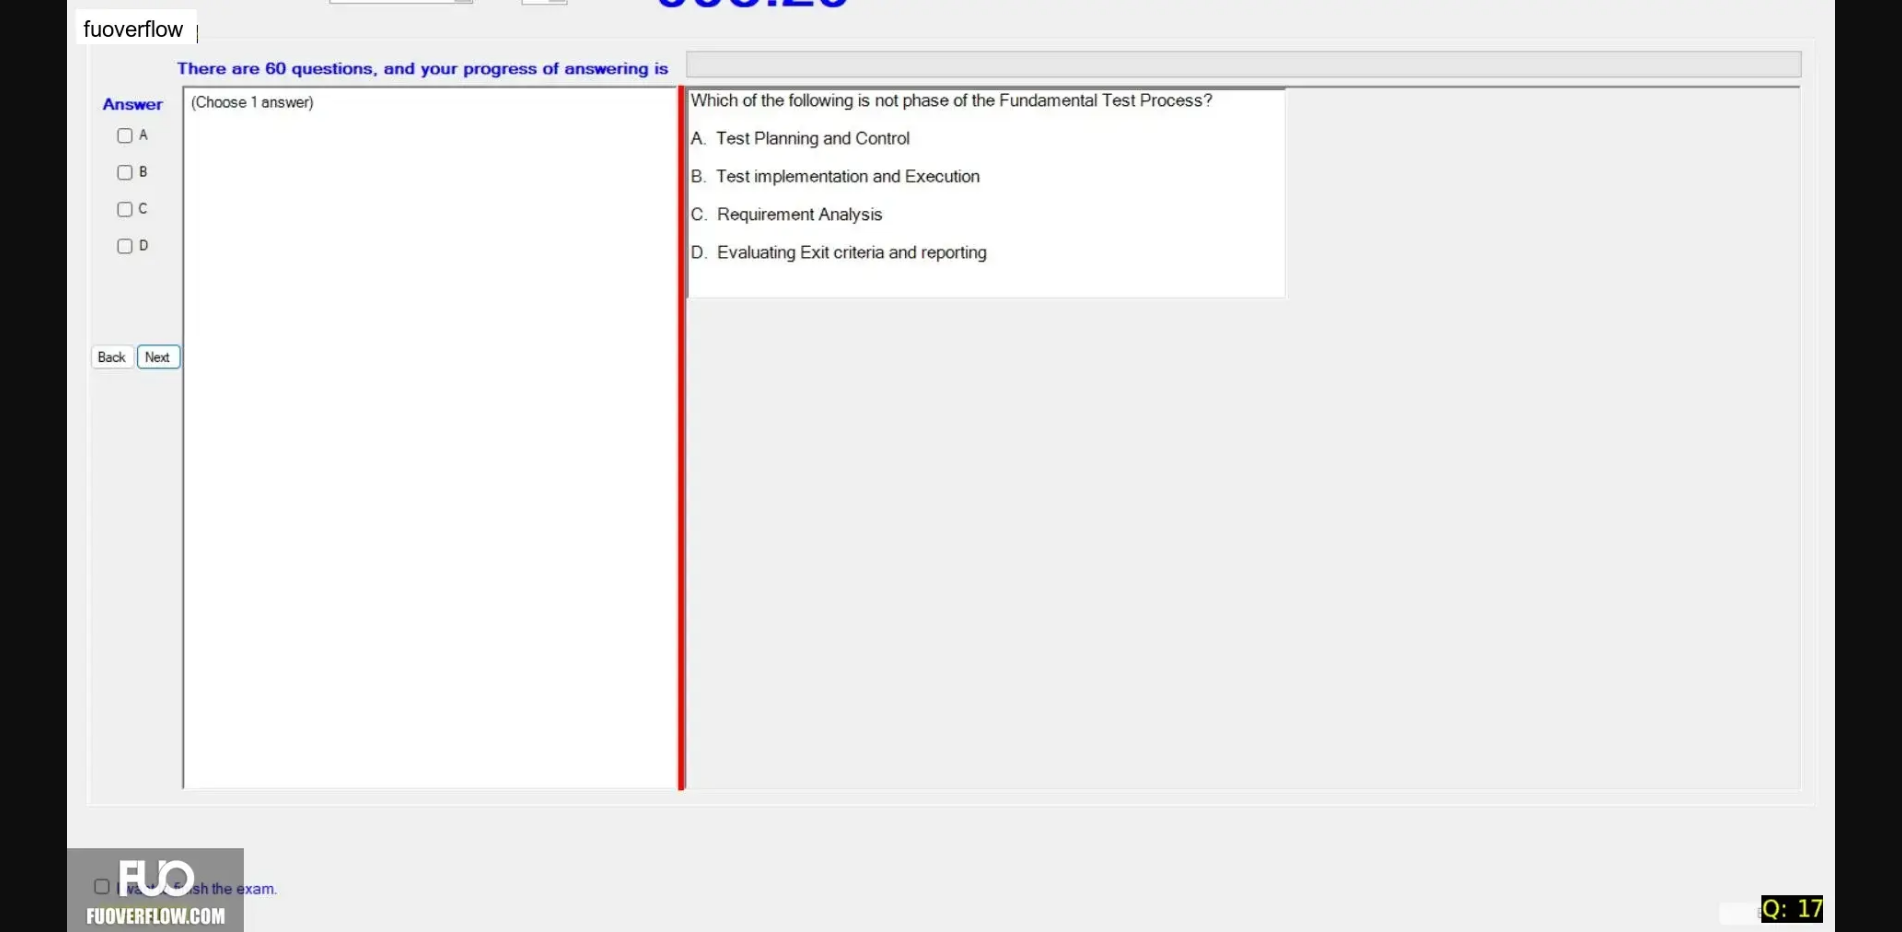 fuoverflow
There are 60 questions, and your progress of answering is
Answer
(Choose 1 answer)
A
B
C
D
Back Next
Which of the following is not phase of the Fundamental Test Process?
A. Test Planning and Control
B. Test implementation and Execution
C. Requirement Analysis
D. Evaluating Exit criteria and reporting
FUO
the exam.
FUOVERFLOW.COM
Q: 17